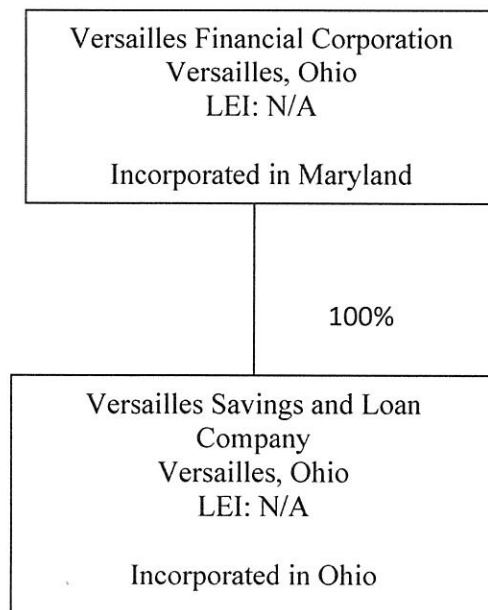 Versailles Financial Corporation
Versailles, Ohio
LEI: N/A
Incorporated in Maryland
100%
Versailles Savings and Loan
Company
Versailles, Ohio
LEI: N/A
Incorporated in Ohio